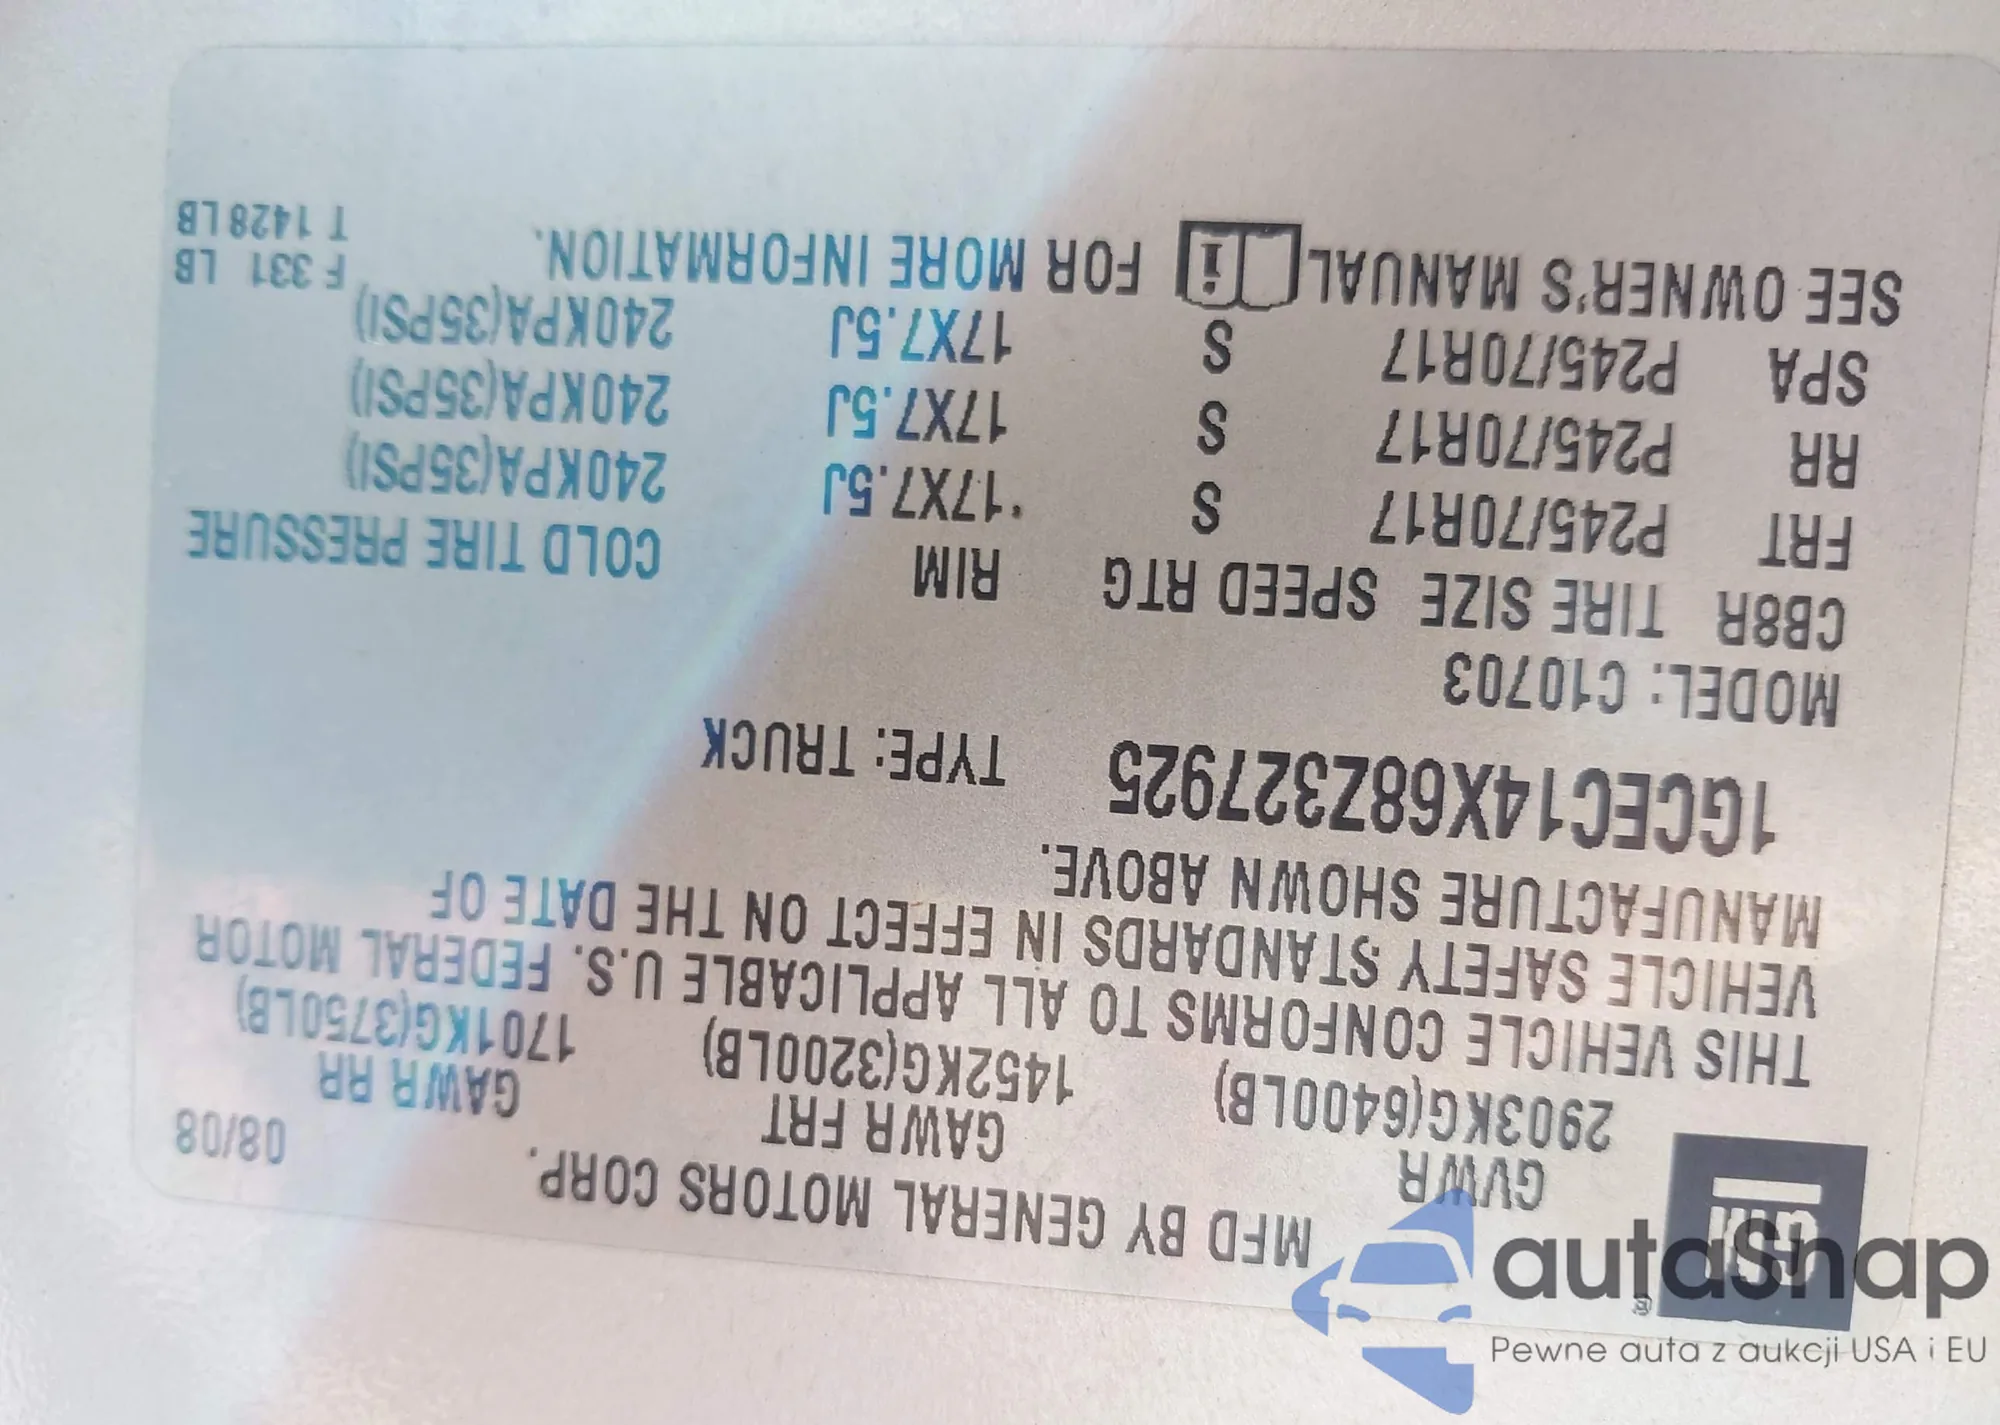 GM
®
MFD BY GENERAL MOTORS CORP.
08/08
GVWR GAWR FRT GAWR RR
2903KG(6400LB) 1452KG(3200LB) 1701KG(3750LB)
THIS VEHICLE CONFORMS TO ALL APPLICABLE U.S. FEDERAL MOTOR
VEHICLE SAFETY STANDARDS IN EFFECT ON THE DATE OF
MANUFACTURE SHOWN ABOVE.
1GCEC14X68Z327925 TYPE: TRUCK
MODEL: C10703
CB8R TIRE SIZE SPEED RTG RIM COLD TIRE PRESSURE
FRT P245/70R17 S 17X7.5J 240KPA(35PSI)
RR P245/70R17 S 17X7.5J 240KPA(35PSI)
SPA P245/70R17 S 17X7.5J 240KPA(35PSI)
SEE OWNER'S MANUAL i FOR MORE INFORMATION.
F 331 LB
T 1428LB
autasnap
Pewne auta z aukcji USA i EU